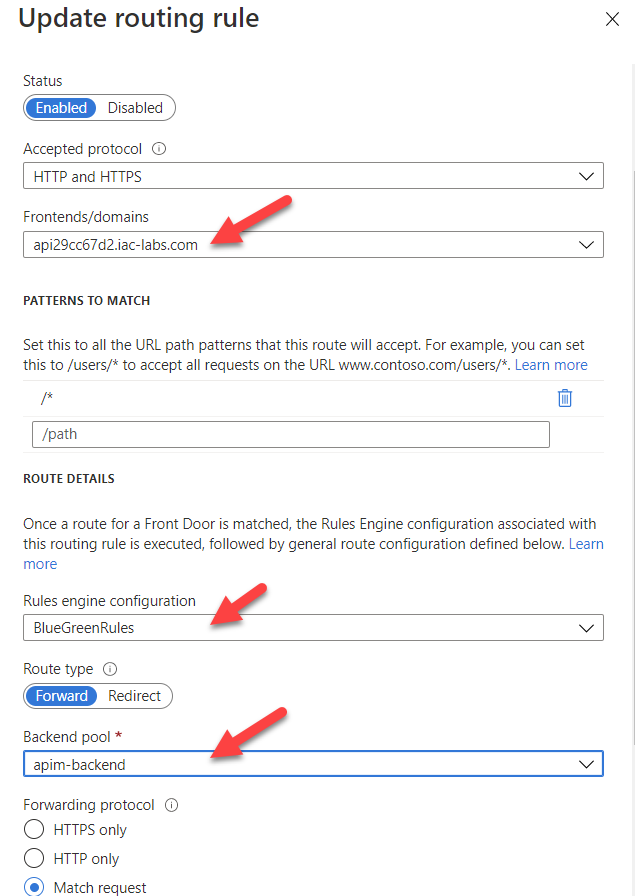 Update routing rule
Status
Enabled Disabled
Accepted protocol
HTTP and HTTPS
Frontends/domains
api29cc67d2.iac-labs.com
PATTERNS TO MATCH
Set this to all the URL path patterns that this route will accept. For example, you can set
this to /users/* to accept all requests on the URL www.contoso.com/users/*. Learn more
/*
/path
ROUTE DETAILS
Once a route for a Front Door is matched, the Rules Engine configuration associated with
this routing rule is executed, followed by general route configuration defined below. Learn
more
Rules engine configuration
BlueGreenRules
Route type
Forward Redirect
Backend pool *
apim-backend
Forwarding protocol
HTTPS only
HTTP only
Match request